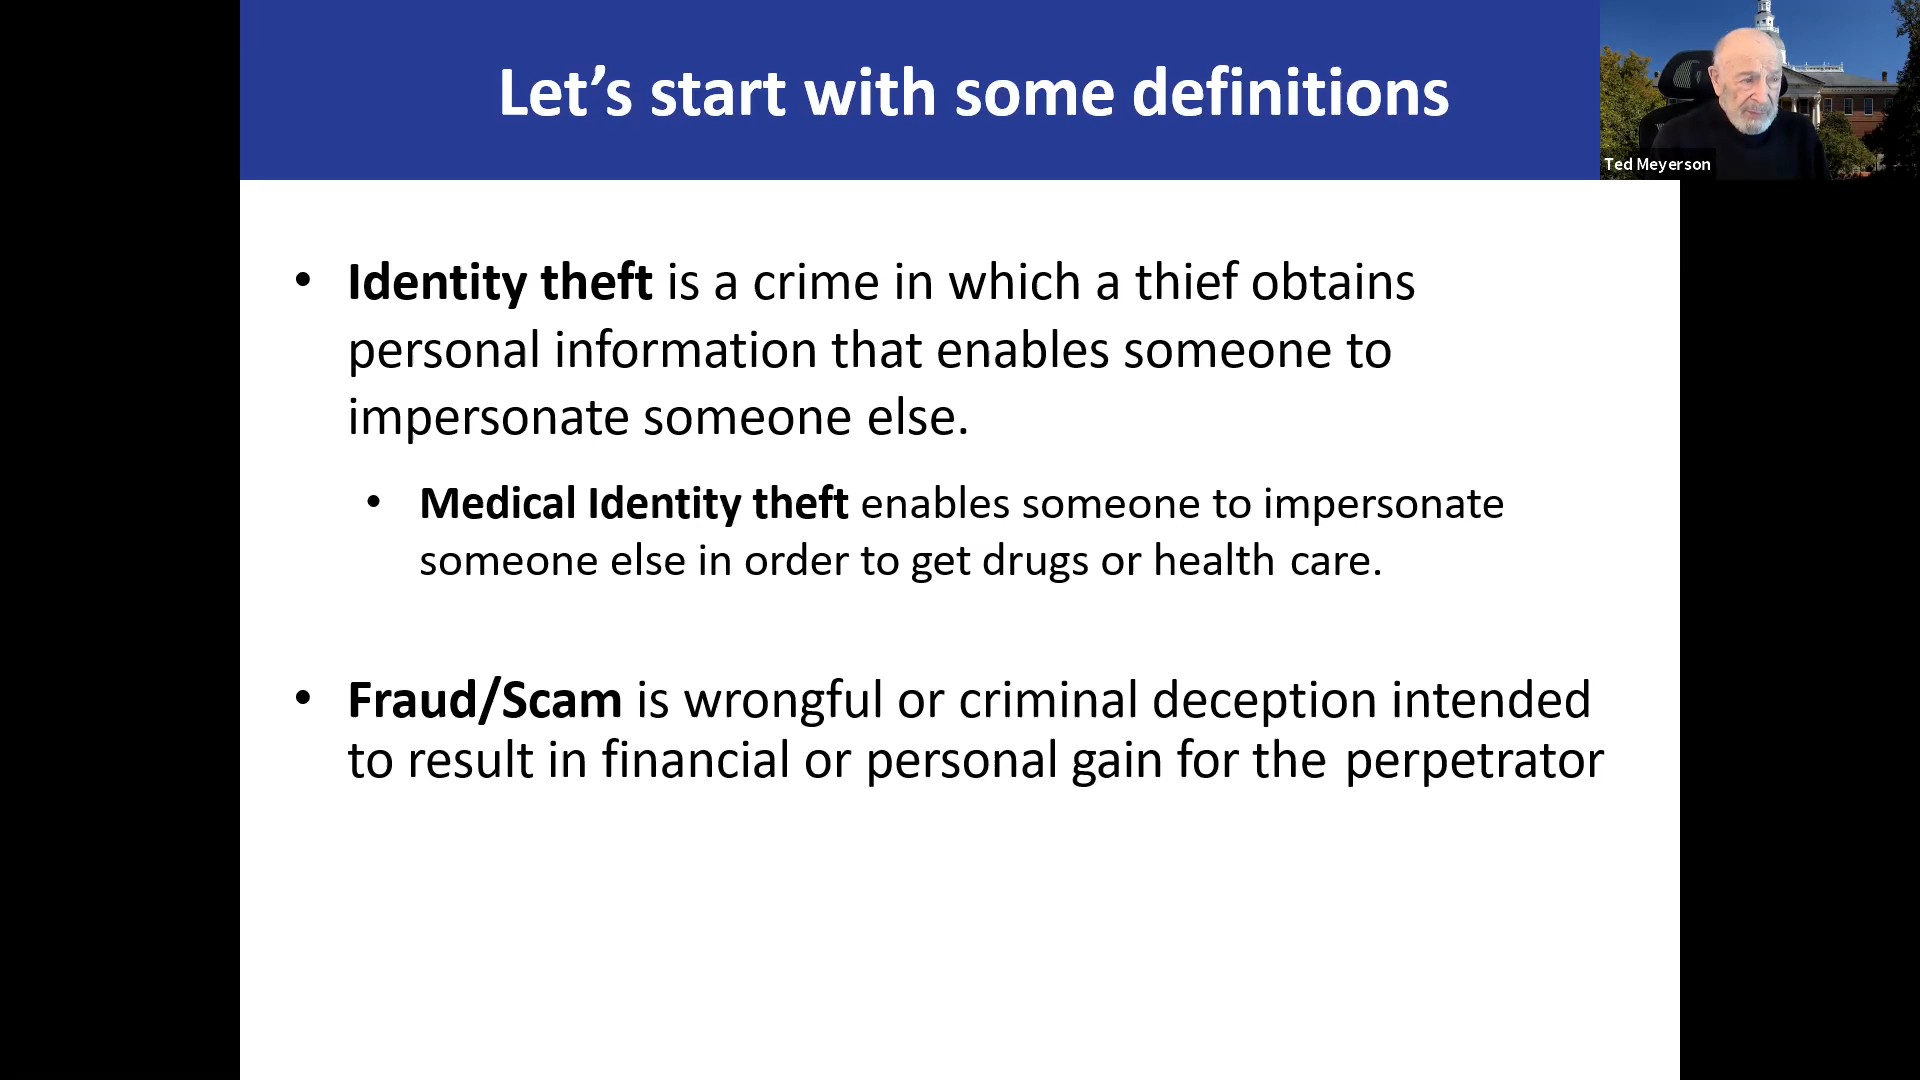 Let’s start with some definitions
Ted Meyerson
• Identity theft is a crime in which a thief obtains
personal information that enables someone to
impersonate someone else.
• Medical Identity theft enables someone to impersonate
someone else in order to get drugs or health care.
• Fraud/Scam is wrongful or criminal deception intended
to result in financial or personal gain for the perpetrator